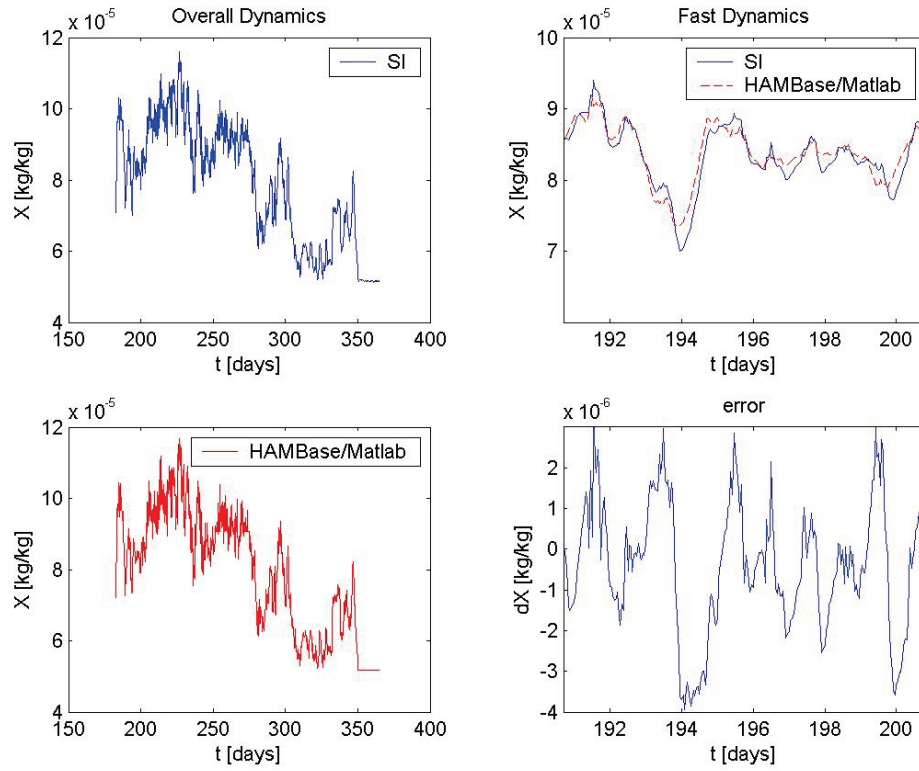 Overall Dynamics
x 10-5
12
10
8
6
4
X [kg/kg]
SI
150 200 250 300 350 400
t [days]
Fast Dynamics
x 10-5
10
9
8
7
X [kg/kg]
SI
HAMBase/Matlab
192 194 196 198 200
t [days]
x 10-5
12
10
8
6
4
X [kg/kg]
HAMBase/Matlab
150 200 250 300 350 400
t [days]
error
x 10-6
2
1
0
-1
-2
-3
-4
dX [kg/kg]
192 194 196 198 200
t [days]